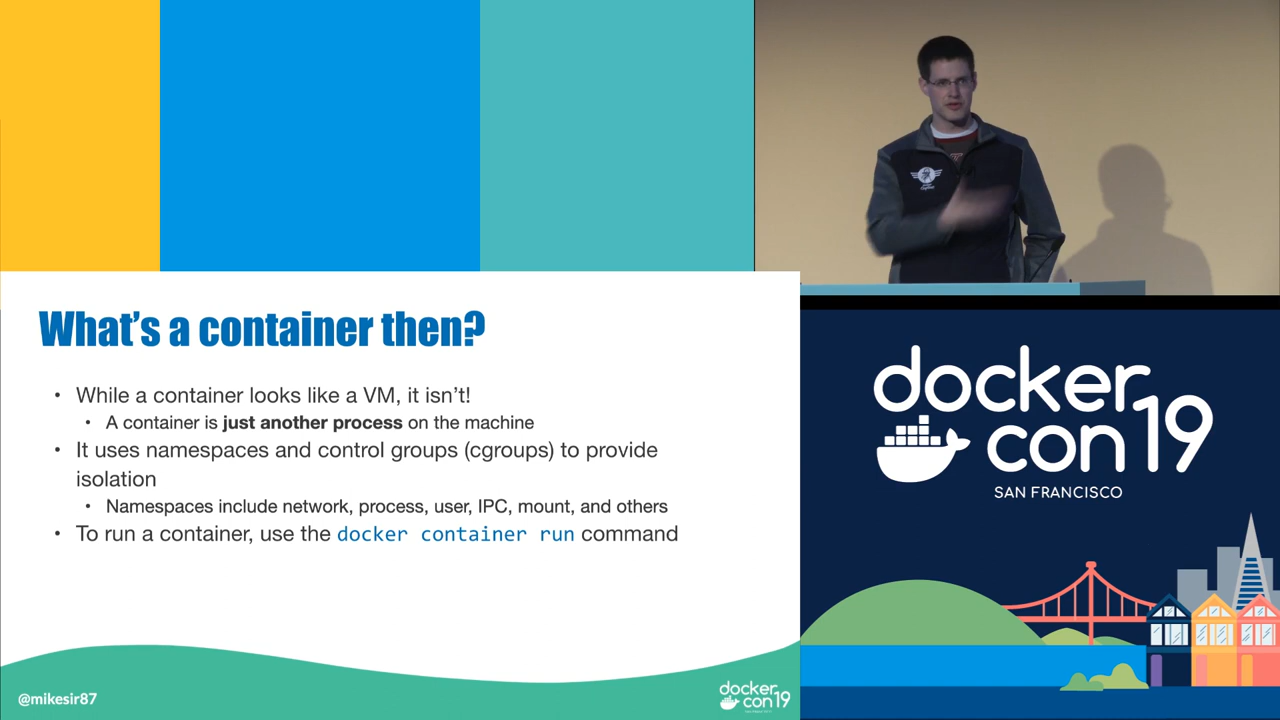 What's a container then?
• While a container looks like a VM, it isn't!
• A container is just another process on the machine
• It uses namespaces and control groups (cgroups) to provide
isolation
• Namespaces include network, process, user, IPC, mount, and others
• To run a container, use the docker container run command
@mikesir87
docker
con19
docker
con 19
SAN FRANCISCO